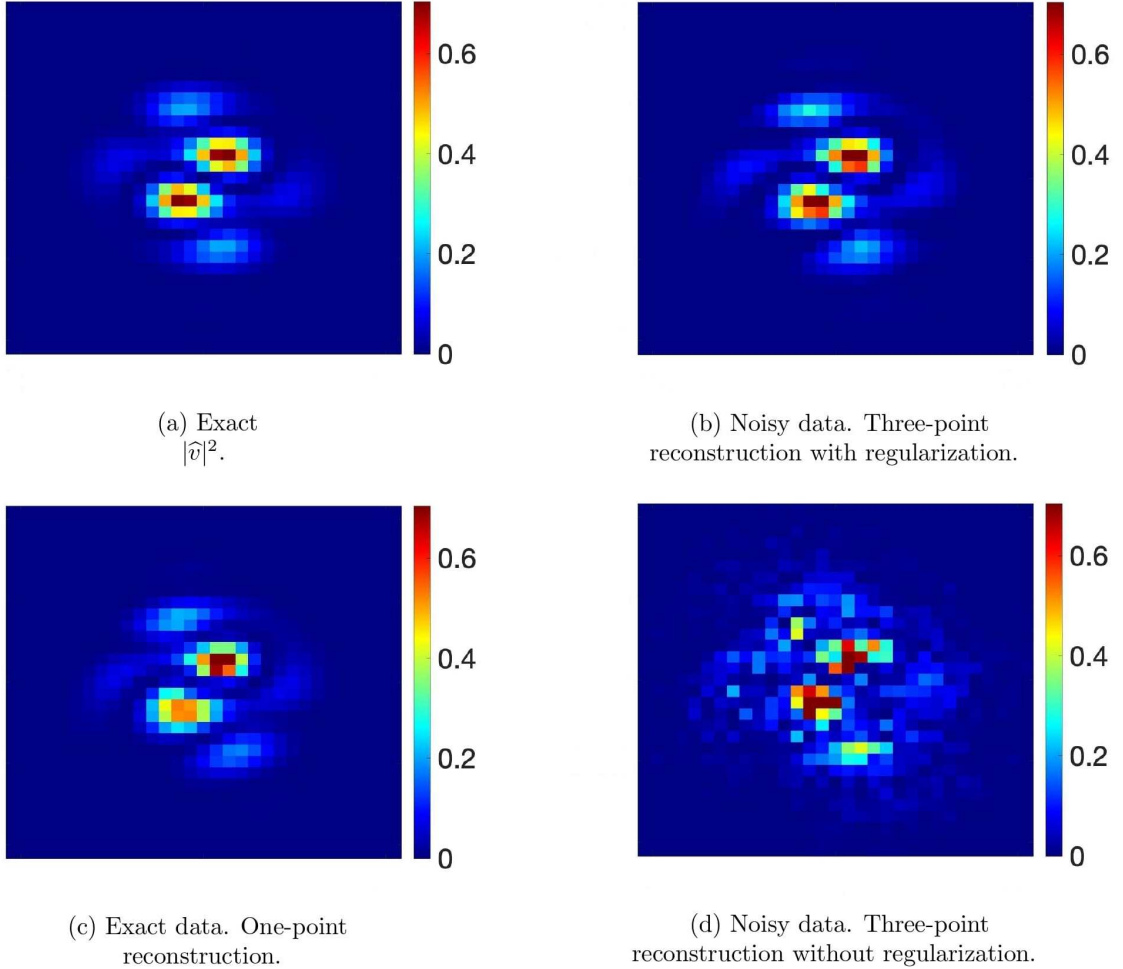 0.6
0.4
0.2
0
(a) Exact
|v̂|².
0.6
0.4
0.2
0
(b) Noisy data. Three-point
reconstruction with regularization.
0.6
0.4
0.2
0
(c) Exact data. One-point
reconstruction.
0.6
0.4
0.2
0
(d) Noisy data. Three-point
reconstruction without regularization.